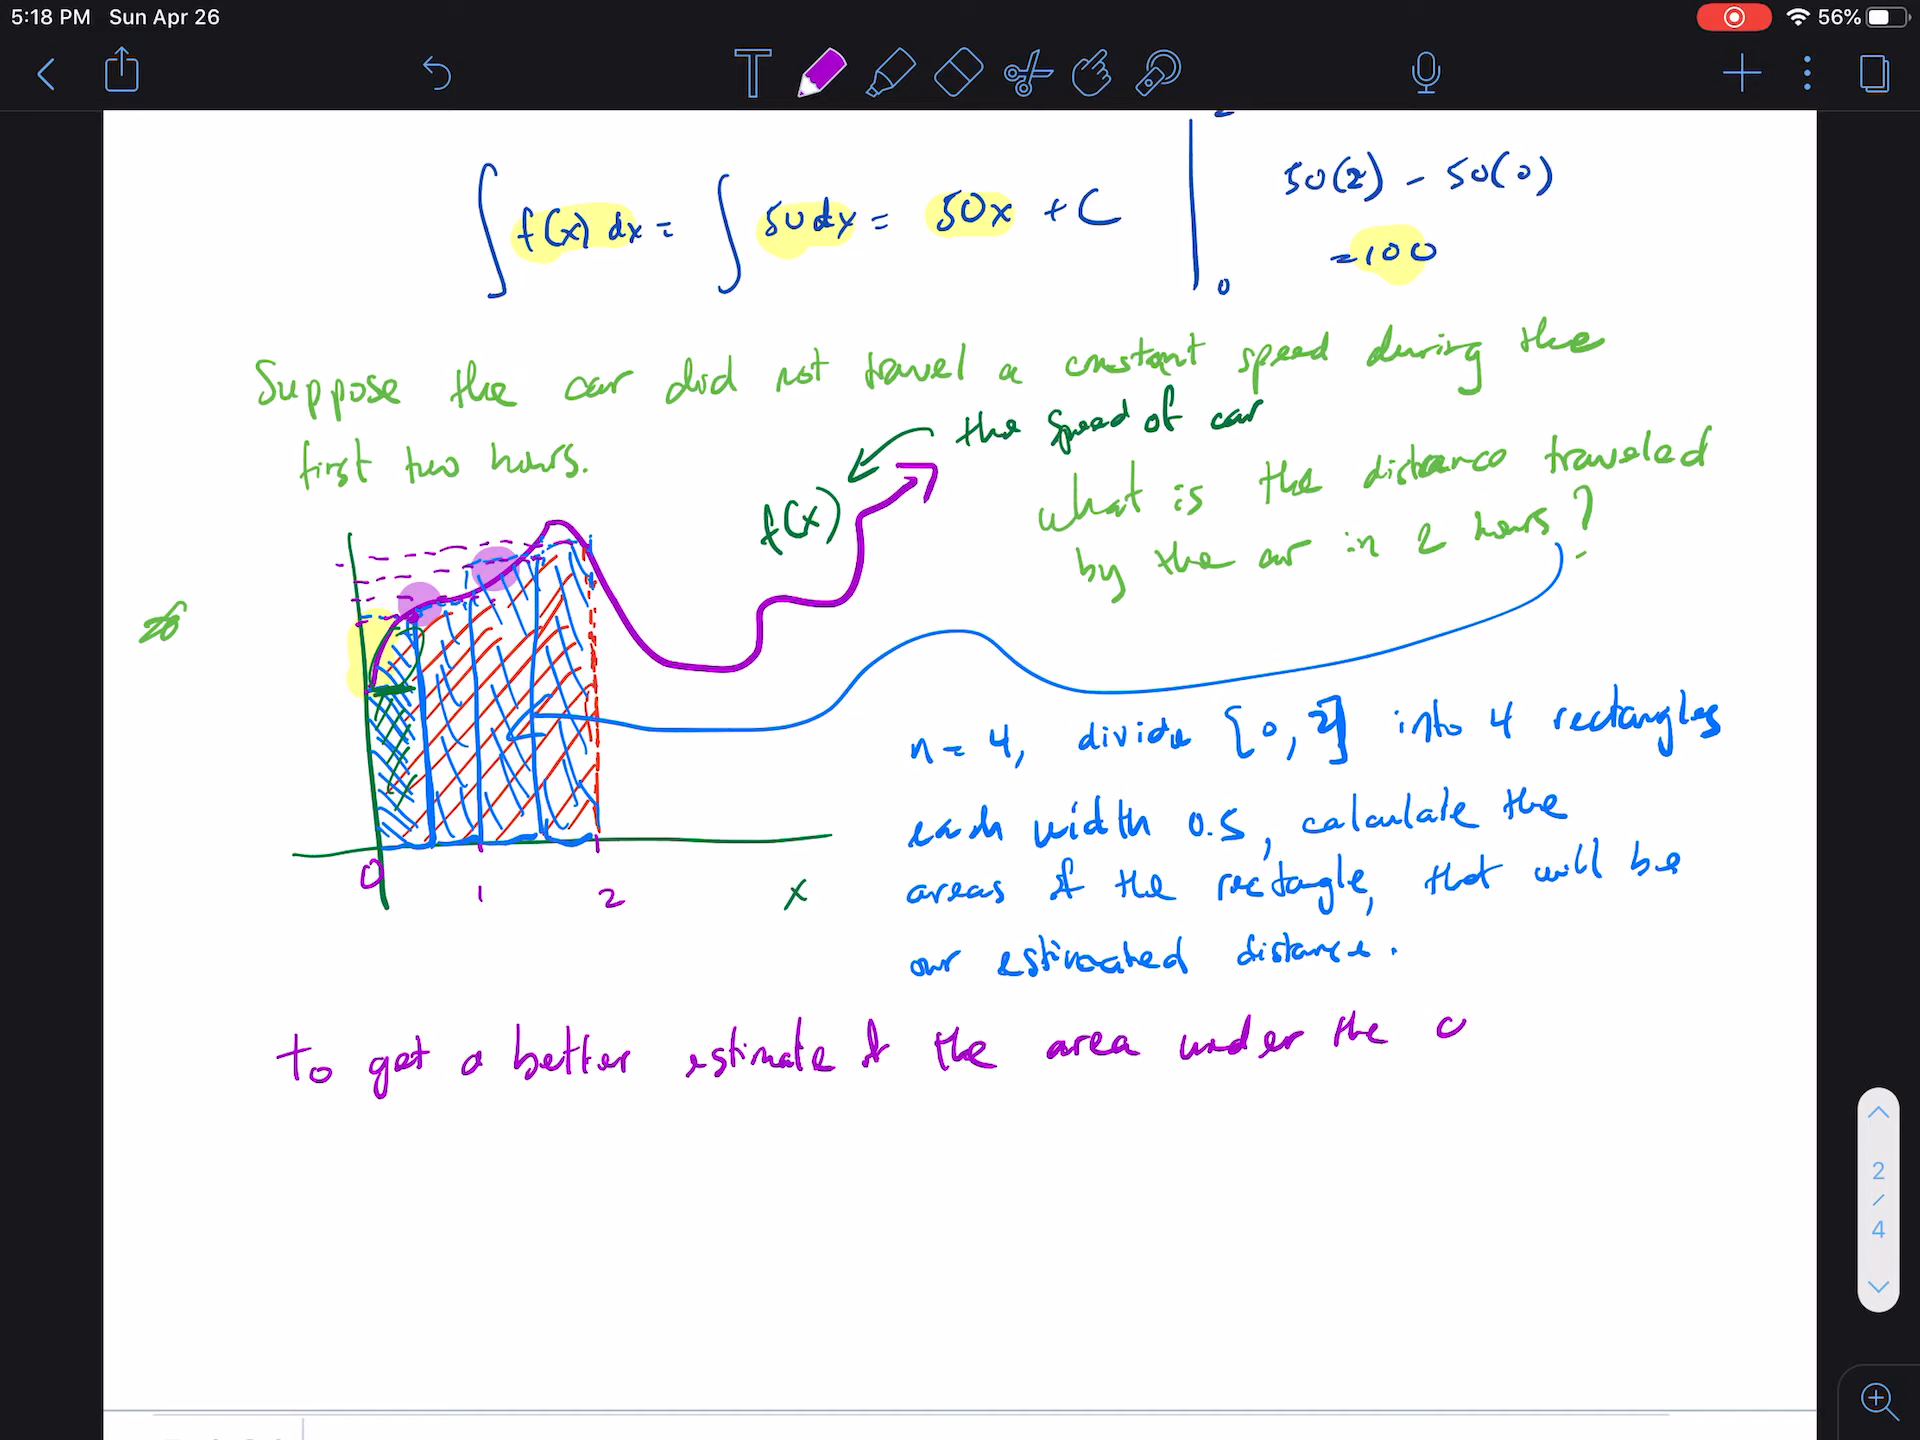 5:18 PM Sun Apr 26
56%
T
∫ f(x) dx = ∫ 50 dx = 50x + C
2
0
50(2) - 50(0)
= 100
Suppose the car did not travel a constant speed during the
first two hours.
the speed of car
f(x)
What is the distance traveled
by the car in 2 hours?
0
1
2
x
n = 4, divide [0, 2] into 4 rectangles
each width 0.5, calculate the
areas of the rectangle, that will be
our estimated distance.
to get a better estimate of the area under the c
2
/
4